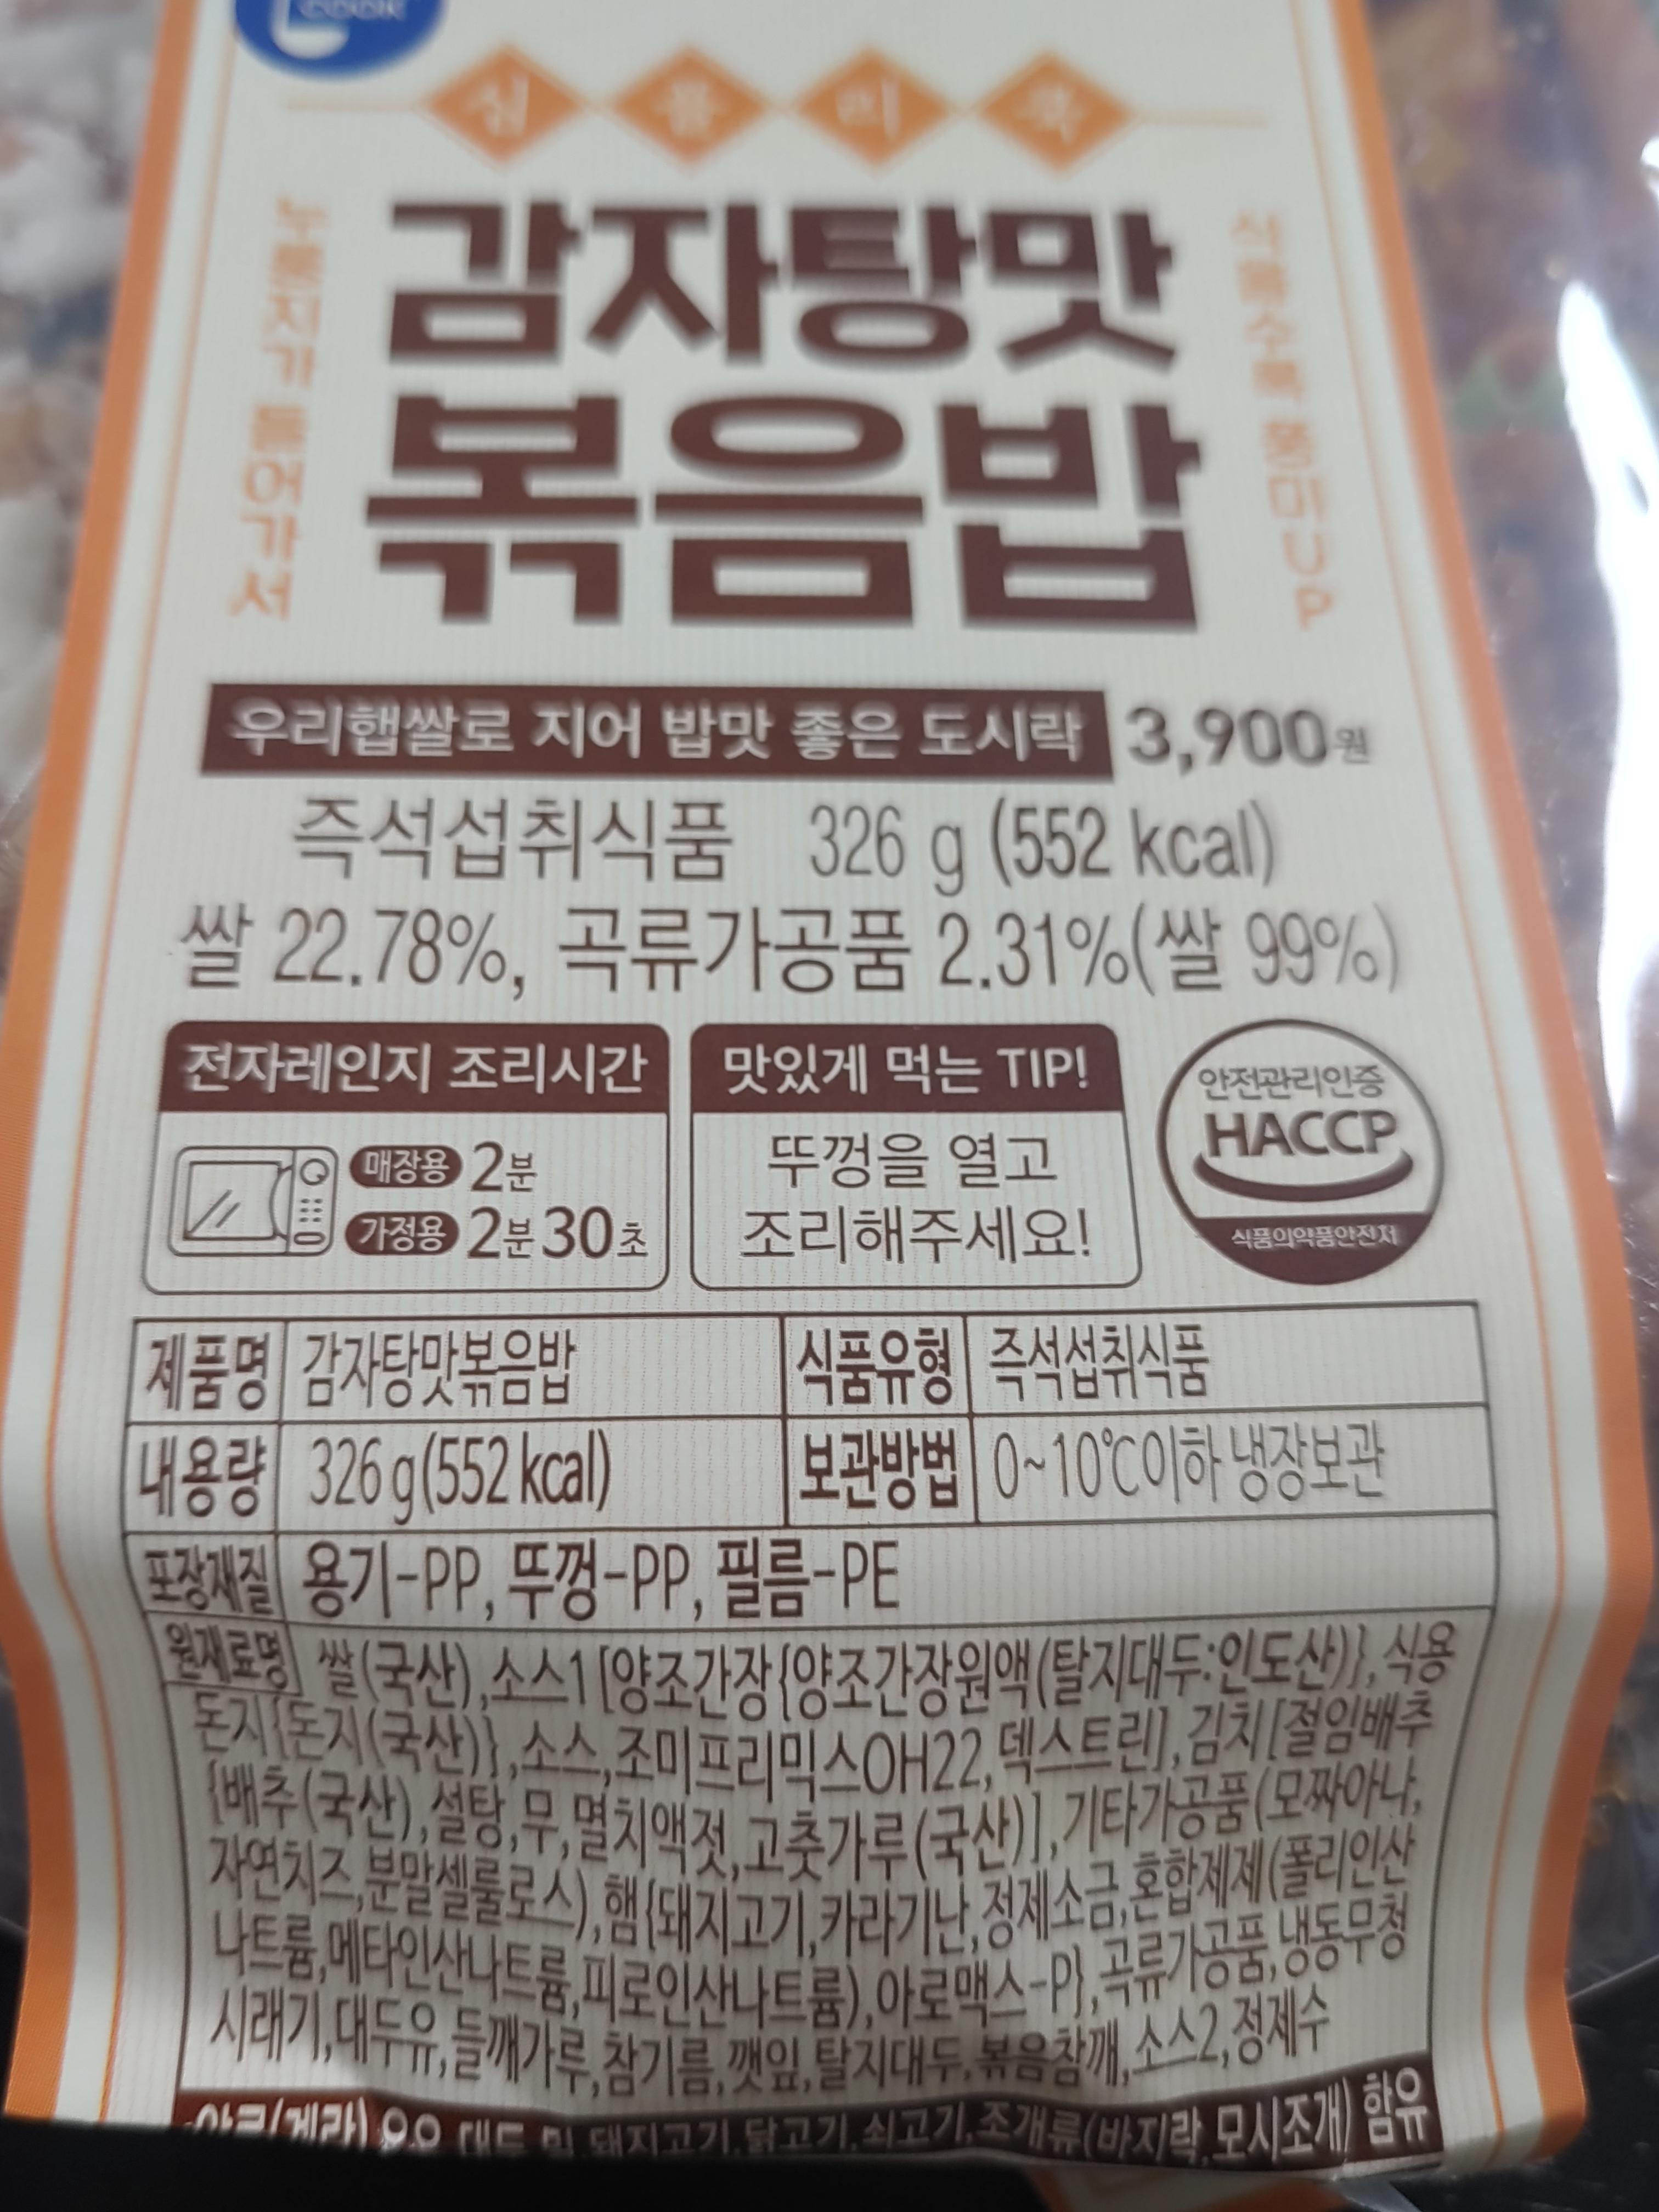 COOK
심플리쿡
감자탕맛
볶음밥
누룽지가 들어가서
식물수록 풍미UP
우리햅쌀로 지어 밥맛 좋은 도시락 3,900원
즉석섭취식품 326 g (552 kcal)
쌀 22.78%, 곡류가공품 2.31%(쌀 99%)
전자레인지 조리시간
매장용 2분
가정용 2분30초
맛있게 먹는 TIP!
뚜껑을 열고
조리해주세요!
안전관리인증
HACCP
식품의약품안전처
제품명 감자탕맛볶음밥 식품유형 즉석섭취식품
내용량 326 g(552 kcal) 보관방법 0~10℃이하 냉장보관
포장재질 용기-PP, 뚜껑-PP, 필름-PE
원재료명 쌀(국산),소스1[양조간장{양조간장원액(탈지대두:인도산)},식용
돈지{돈지(국산)},소스,조미프리믹스OH22,덱스트린],김치[절임배추
{배추(국산),설탕,무,멸치액젓,고춧가루(국산)],기타가공품(모짜아나,
자연치즈,분말셀룰로스),햄{돼지고기,카라기난,정제소금,혼합제제(폴리인산
나트륨,메타인산나트륨,피로인산나트륨),아로맥스-P},곡류가공품,냉동무청
시래기,대두유,들깨가루,참기름,깻잎,탈지대두,볶음참깨,소스2,정제수
돼지고기,닭고기,쇠고기,조개류(바지락,모시조개) 함유